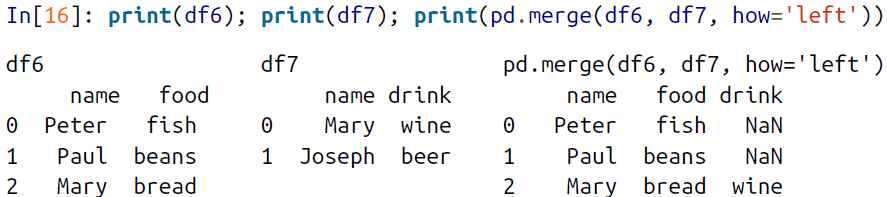 In[16]: print(df6); print(df7); print(pd.merge(df6, df7, how='left'))
df6 df7 pd.merge(df6, df7, how='left')
name food name drink name food drink
0 Peter fish 0 Mary wine 0 Peter fish NaN
1 Paul beans 1 Joseph beer 1 Paul beans NaN
2 Mary bread 2 Mary bread wine